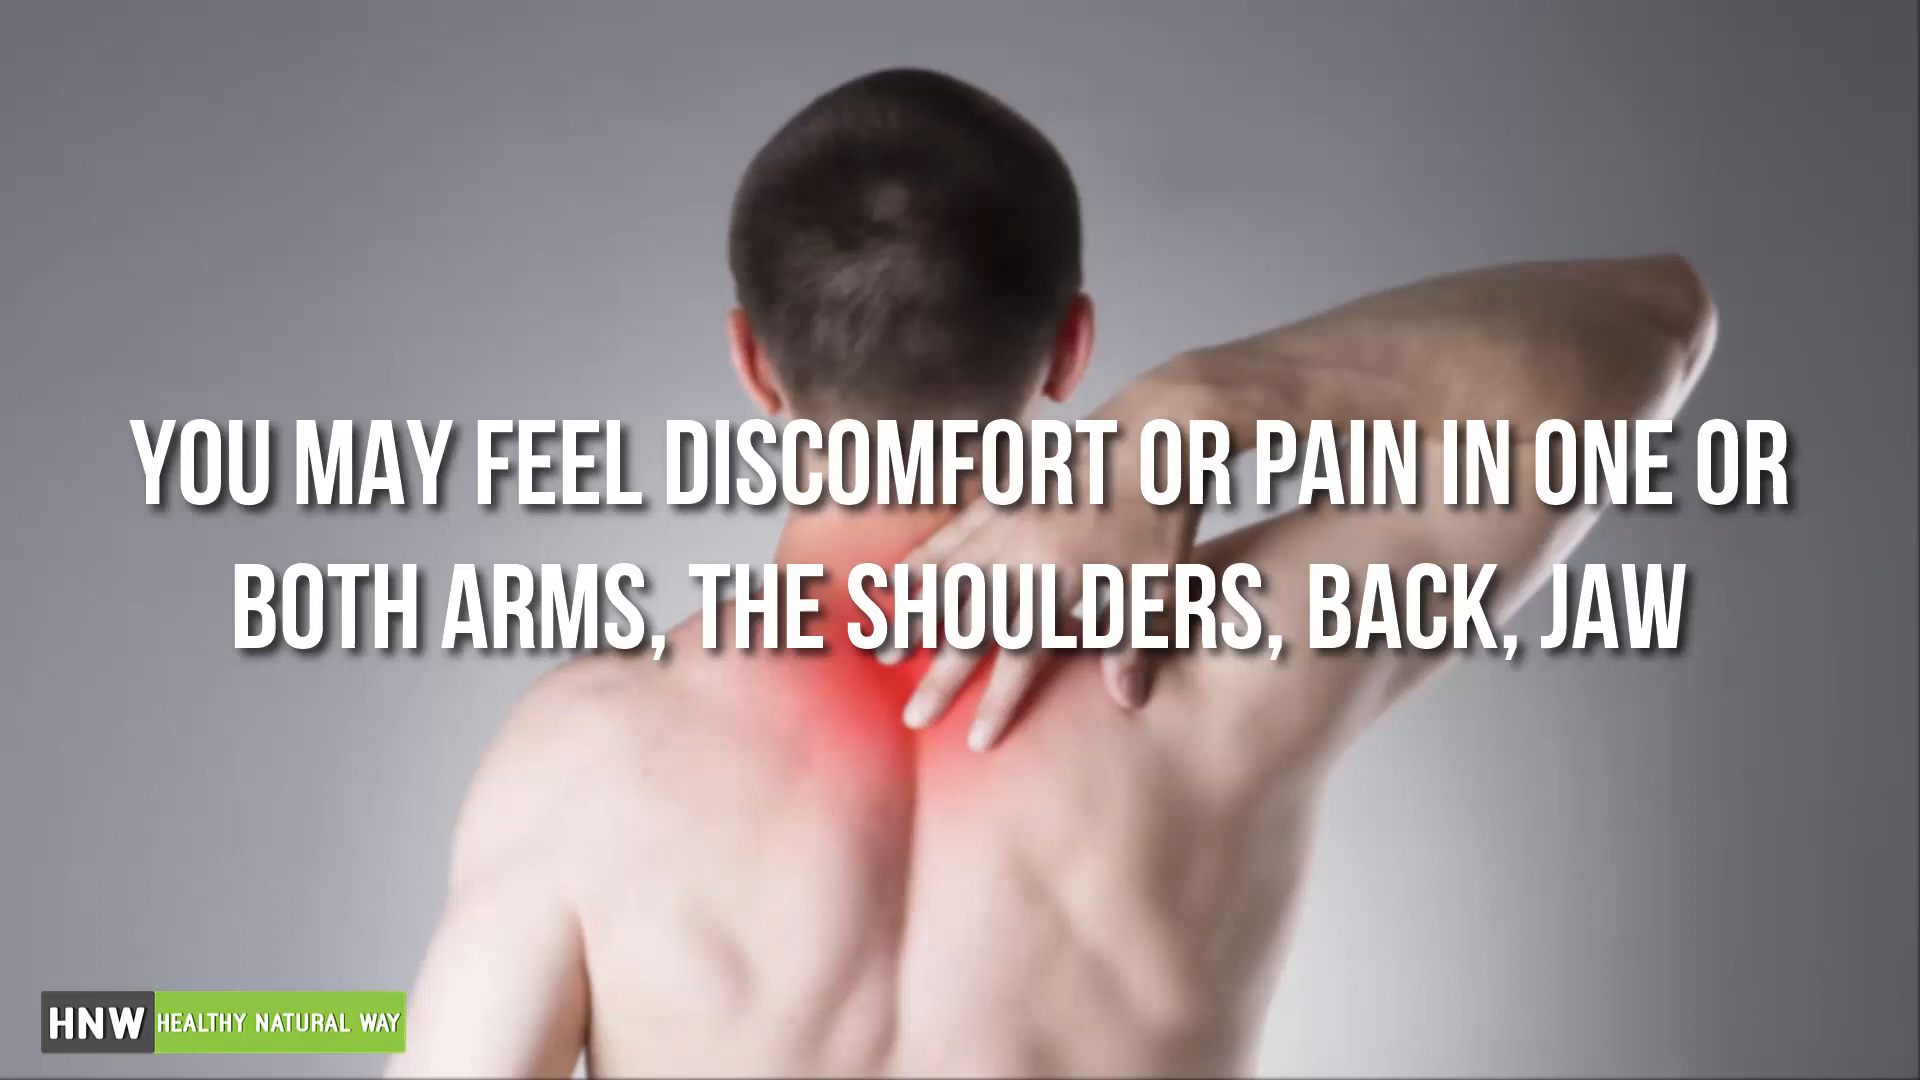 YOU MAY FEEL DISCOMFORT OR PAIN IN ONE OR
BOTH ARMS, THE SHOULDERS, BACK, JAW
HNW HEALTHY NATURAL WAY